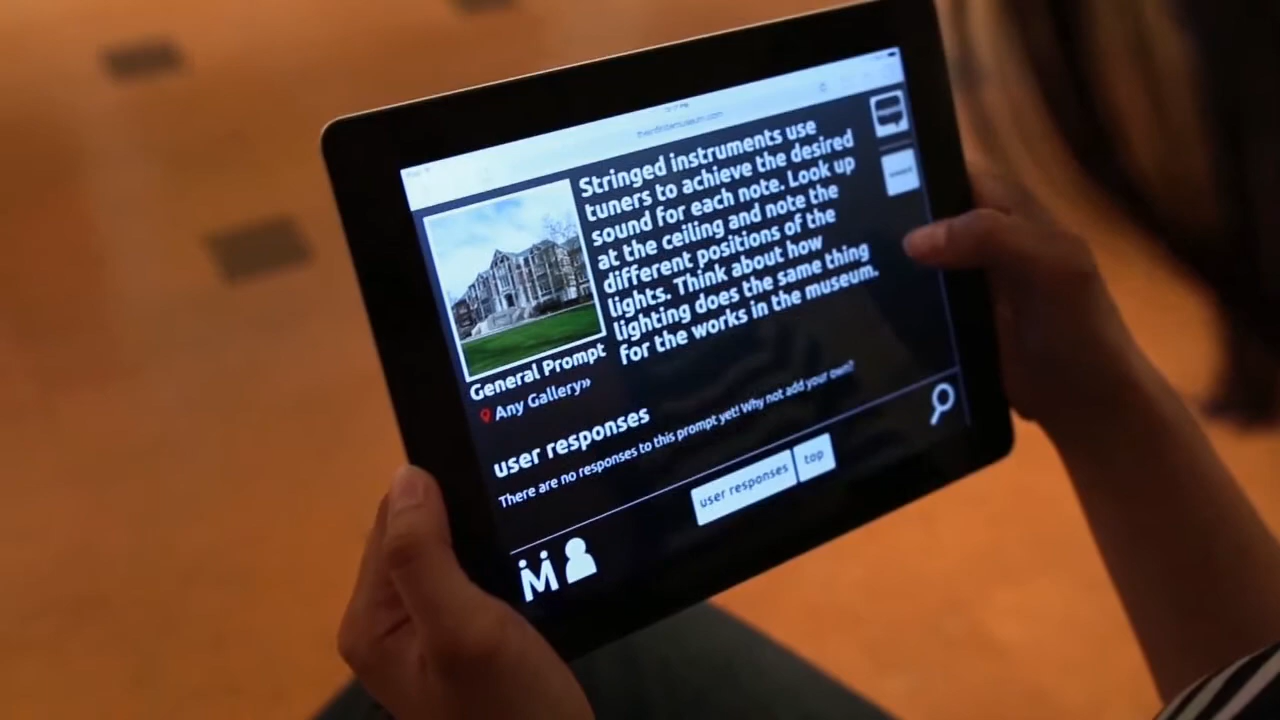 theinfinitemuseum.com
Stringed instruments use
tuners to achieve the desired
sound for each note. Look up
at the ceiling and note the
different positions of the
lights. Think about how
lighting does the same thing
for the works in the museum.
General Prompt
Any Gallery»
user responses
There are no responses to this prompt yet! Why not add your own?
user responses
top
M